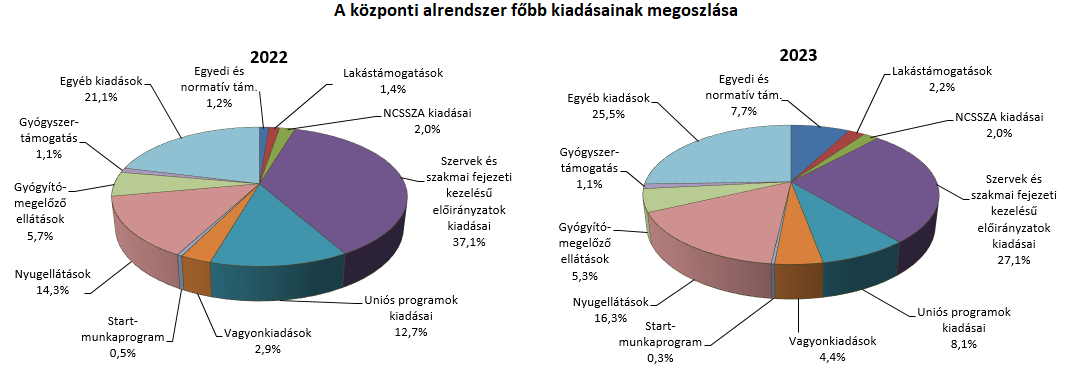 A központi alrendszer főbb kiadásainak megoszlása
2022
Egyedi és
normatív tám.
1,2%
Lakástámogatások
1,4%
NCSSZA kiadásai
2,0%
Szervek és
szakmai fejezeti
kezelésű
előirányzatok
kiadásai
37,1%
Uniós programok
kiadásai
12,7%
Vagyonkiadások
2,9%
Start-
munkaprogram
0,5%
Nyugellátások
14,3%
Gyógyító-
megelőző
ellátások
5,7%
Gyógyszer-
támogatás
1,1%
Egyéb kiadások
21,1%
2023
Egyedi és
normatív tám.
7,7%
Lakástámogatások
2,2%
NCSSZA kiadásai
2,0%
Szervek és
szakmai fejezeti
kezelésű
előirányzatok
kiadásai
27,1%
Uniós programok
kiadásai
8,1%
Vagyonkiadások
4,4%
Start-
munkaprogram
0,3%
Nyugellátások
16,3%
Gyógyító-
megelőző
ellátások
5,3%
Gyógyszer-
támogatás
1,1%
Egyéb kiadások
25,5%